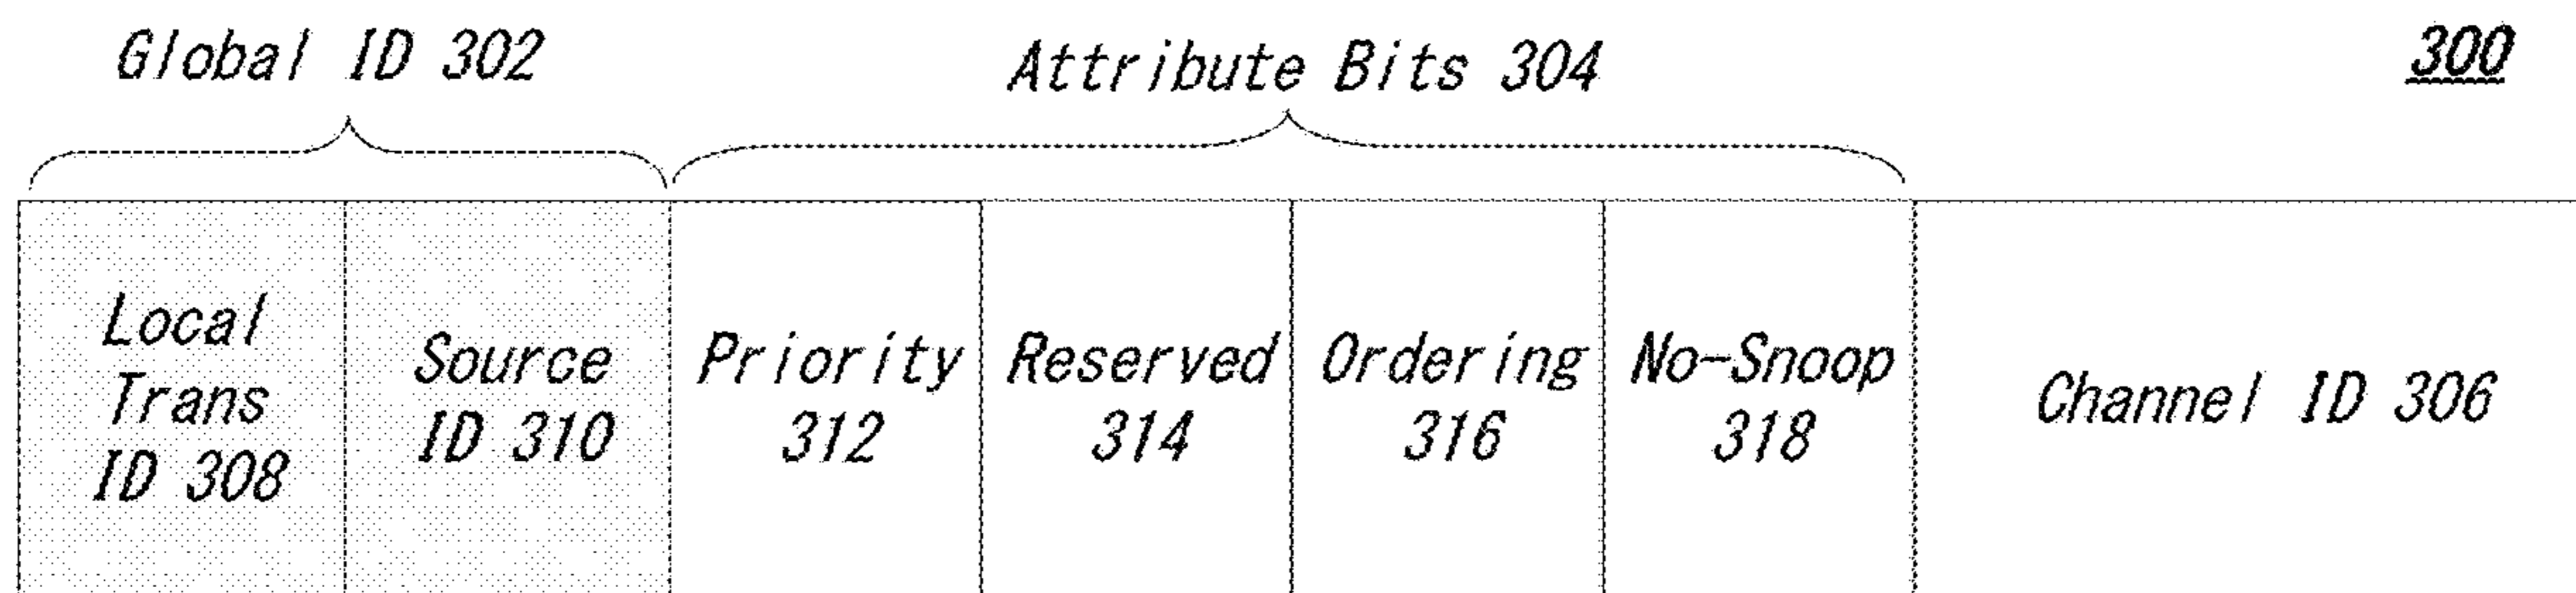 Global ID 302
Attribute Bits 304
300
Local
Trans
ID 308
Source
ID 310
Priority
312
Reserved
314
Ordering
316
No-Snoop
318
Channel ID 306